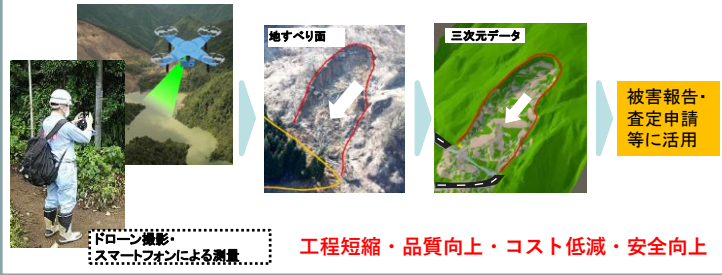 地すべり面
三次元データ
被害報告・
査定申請
等に活用
ドローン撮影・
スマートフォンによる測量
工程短縮・品質向上・コスト低減・安全向上